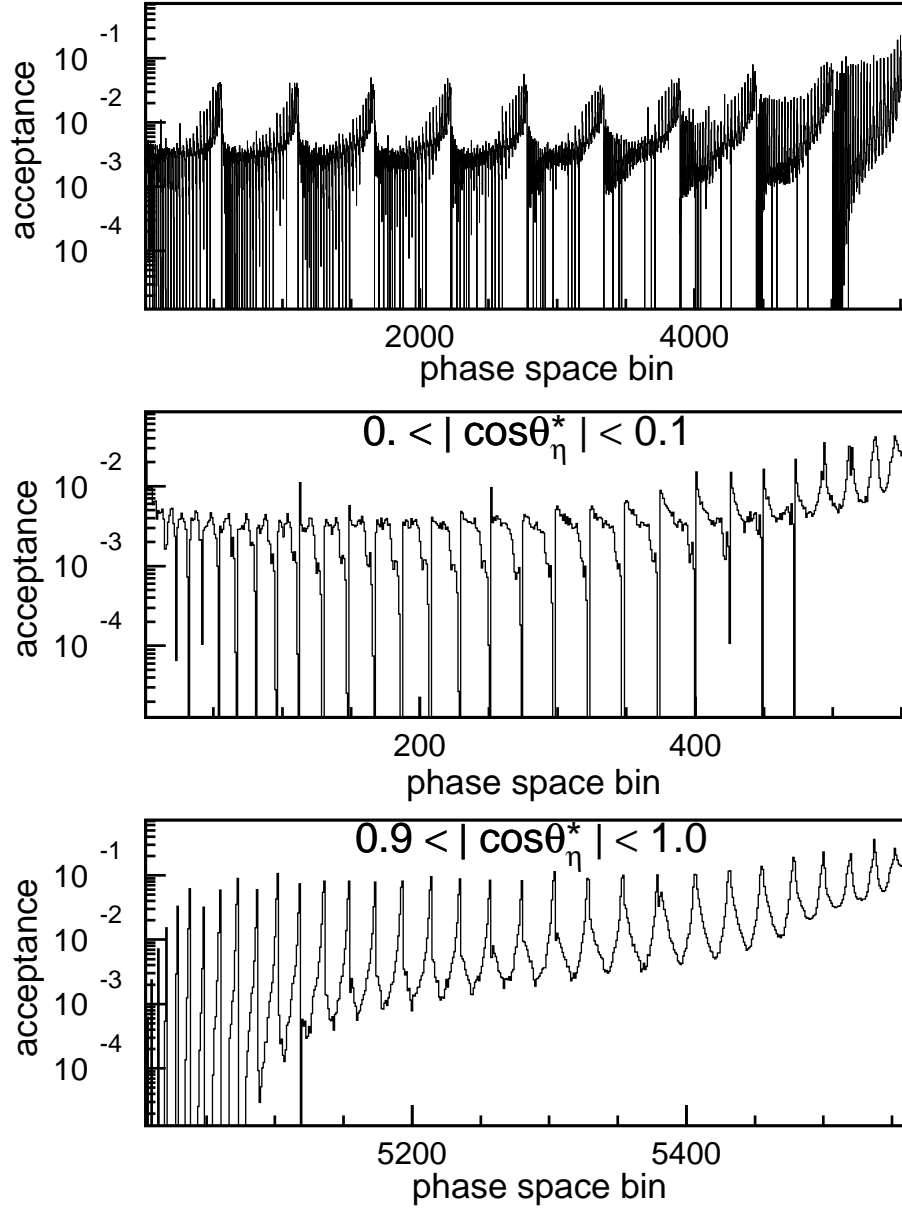 acceptance
10 -1
10 -2
10 -3
10 -4
2000 4000
phase space bin
0. < | cosθ*η | < 0.1
acceptance
10 -2
10 -3
10 -4
200 400
phase space bin
0.9 < | cosθ*η | < 1.0
acceptance
10 -1
10 -2
10 -3
10 -4
5200 5400
phase space bin